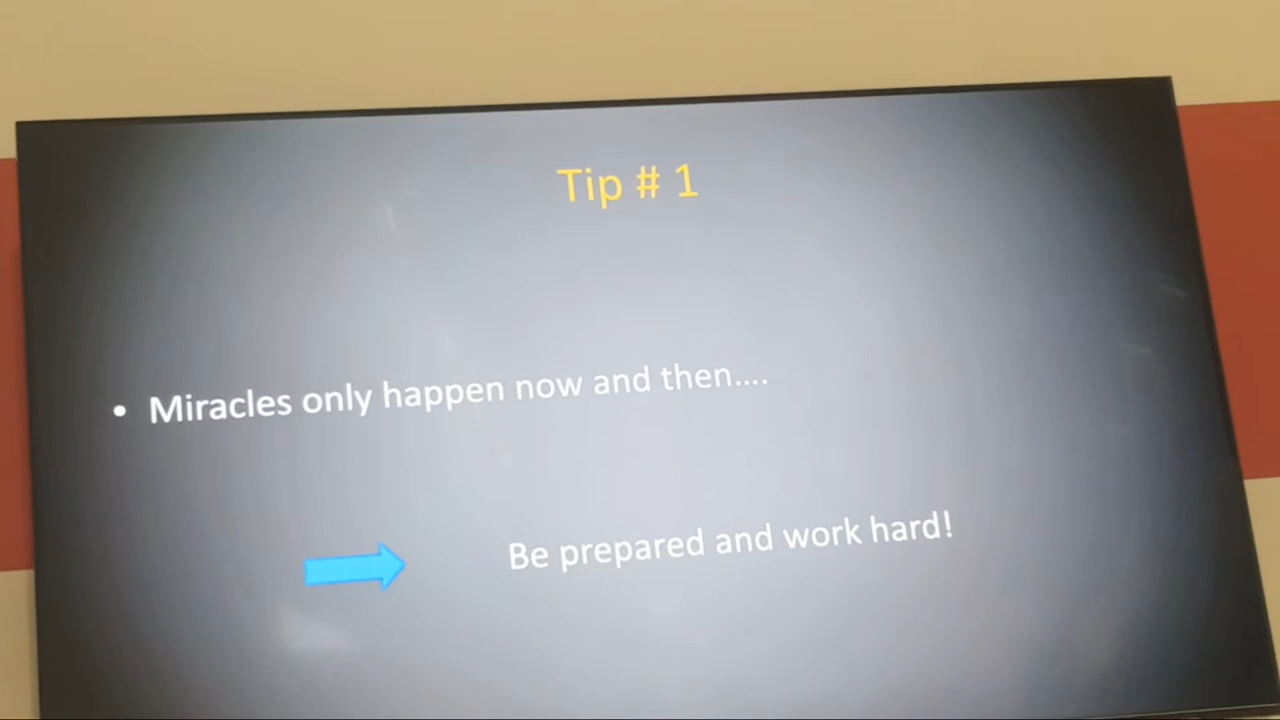 Tip # 1
• Miracles only happen now and then....
Be prepared and work hard!